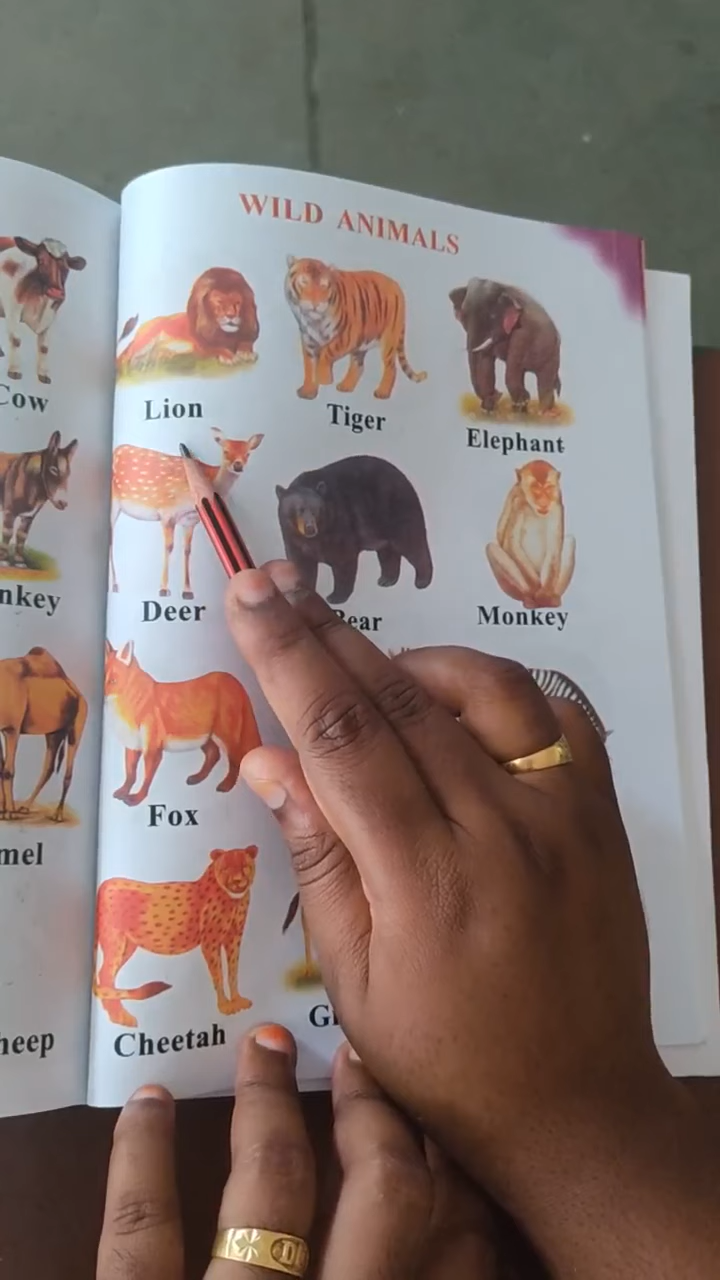 WILD ANIMALS
Cow
Lion
Tiger
Elephant
Deer
Monkey
Fox
Cheetah